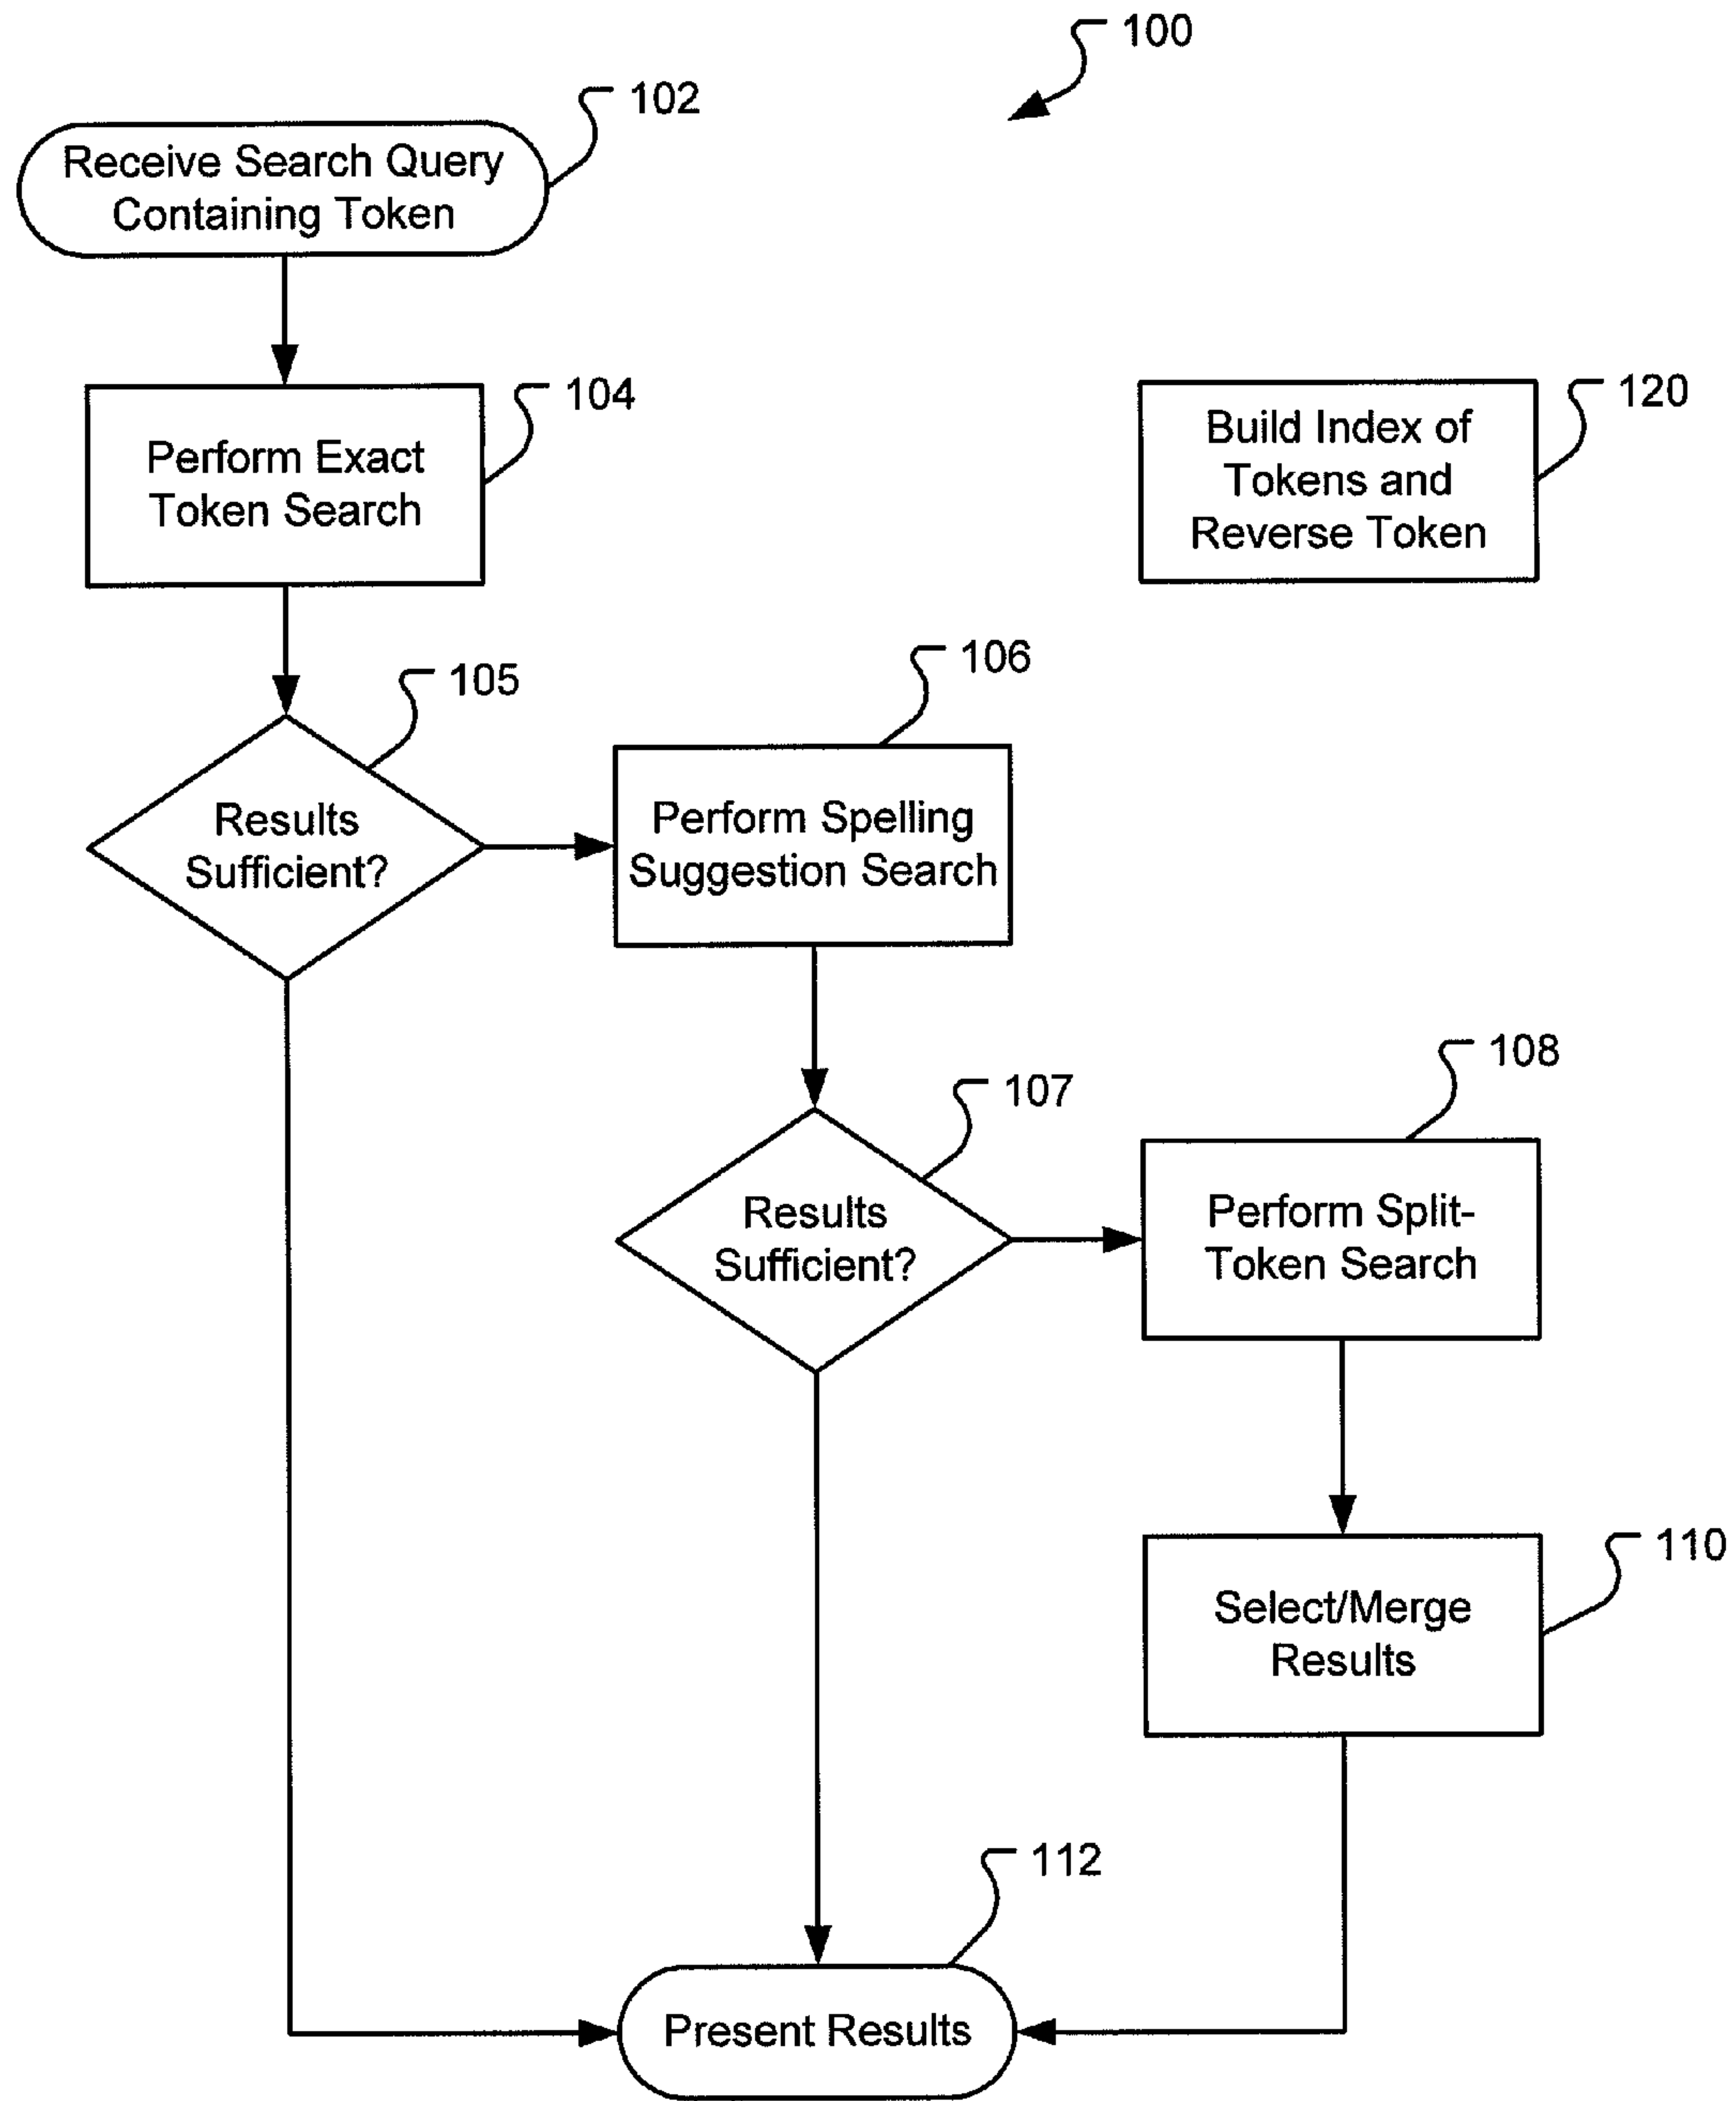 100
102
Receive Search Query
Containing Token
104
Perform Exact
Token Search
120
Build Index of
Tokens and
Reverse Token
105
Results
Sufficient?
106
Perform Spelling
Suggestion Search
107
Results
Sufficient?
108
Perform Split-
Token Search
110
Select/Merge
Results
112
Present Results